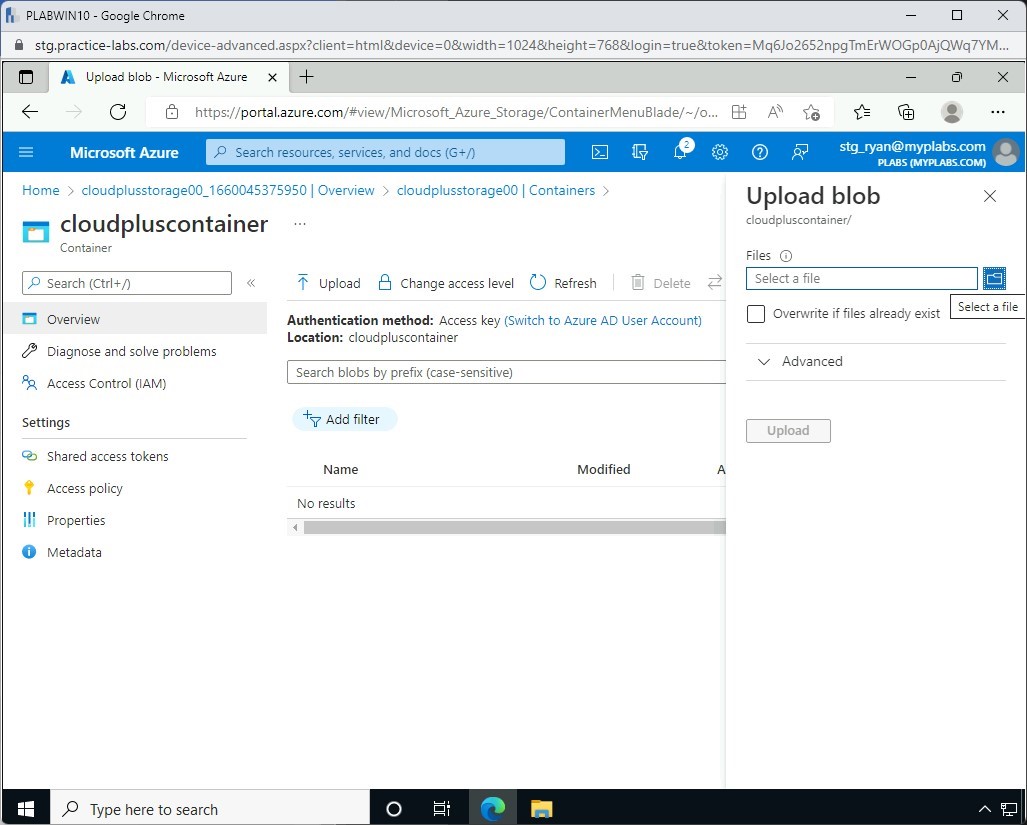 PLABWIN10 - Google Chrome
stg.practice-labs.com/device-advanced.aspx?client=html&device=0&width=1024&height=768&login=true&token=Mq6Jo2652npgTmErWOGp0AjQWq7YM...
Upload blob - Microsoft Azure
https://portal.azure.com/#view/Microsoft_Azure_Storage/ContainerMenuBlade/~/o...
Microsoft Azure
Search resources, services, and docs (G+/)
2
stg_ryan@myplabs.com
PLABS (MYPLABS.COM)
Home > cloudplusstorage00_1660045375950 | Overview > cloudplusstorage00 | Containers >
cloudpluscontainer ...
Container
Search (Ctrl+/)
«
Overview
Diagnose and solve problems
Access Control (IAM)
Settings
Shared access tokens
Access policy
Properties
Metadata
Upload
Change access level
Refresh
Delete
Authentication method: Access key (Switch to Azure AD User Account)
Location: cloudpluscontainer
Search blobs by prefix (case-sensitive)
Add filter
Name Modified A
No results
Upload blob
cloudpluscontainer/
Files
Select a file
Select a file
Overwrite if files already exist
Advanced
Upload
Type here to search